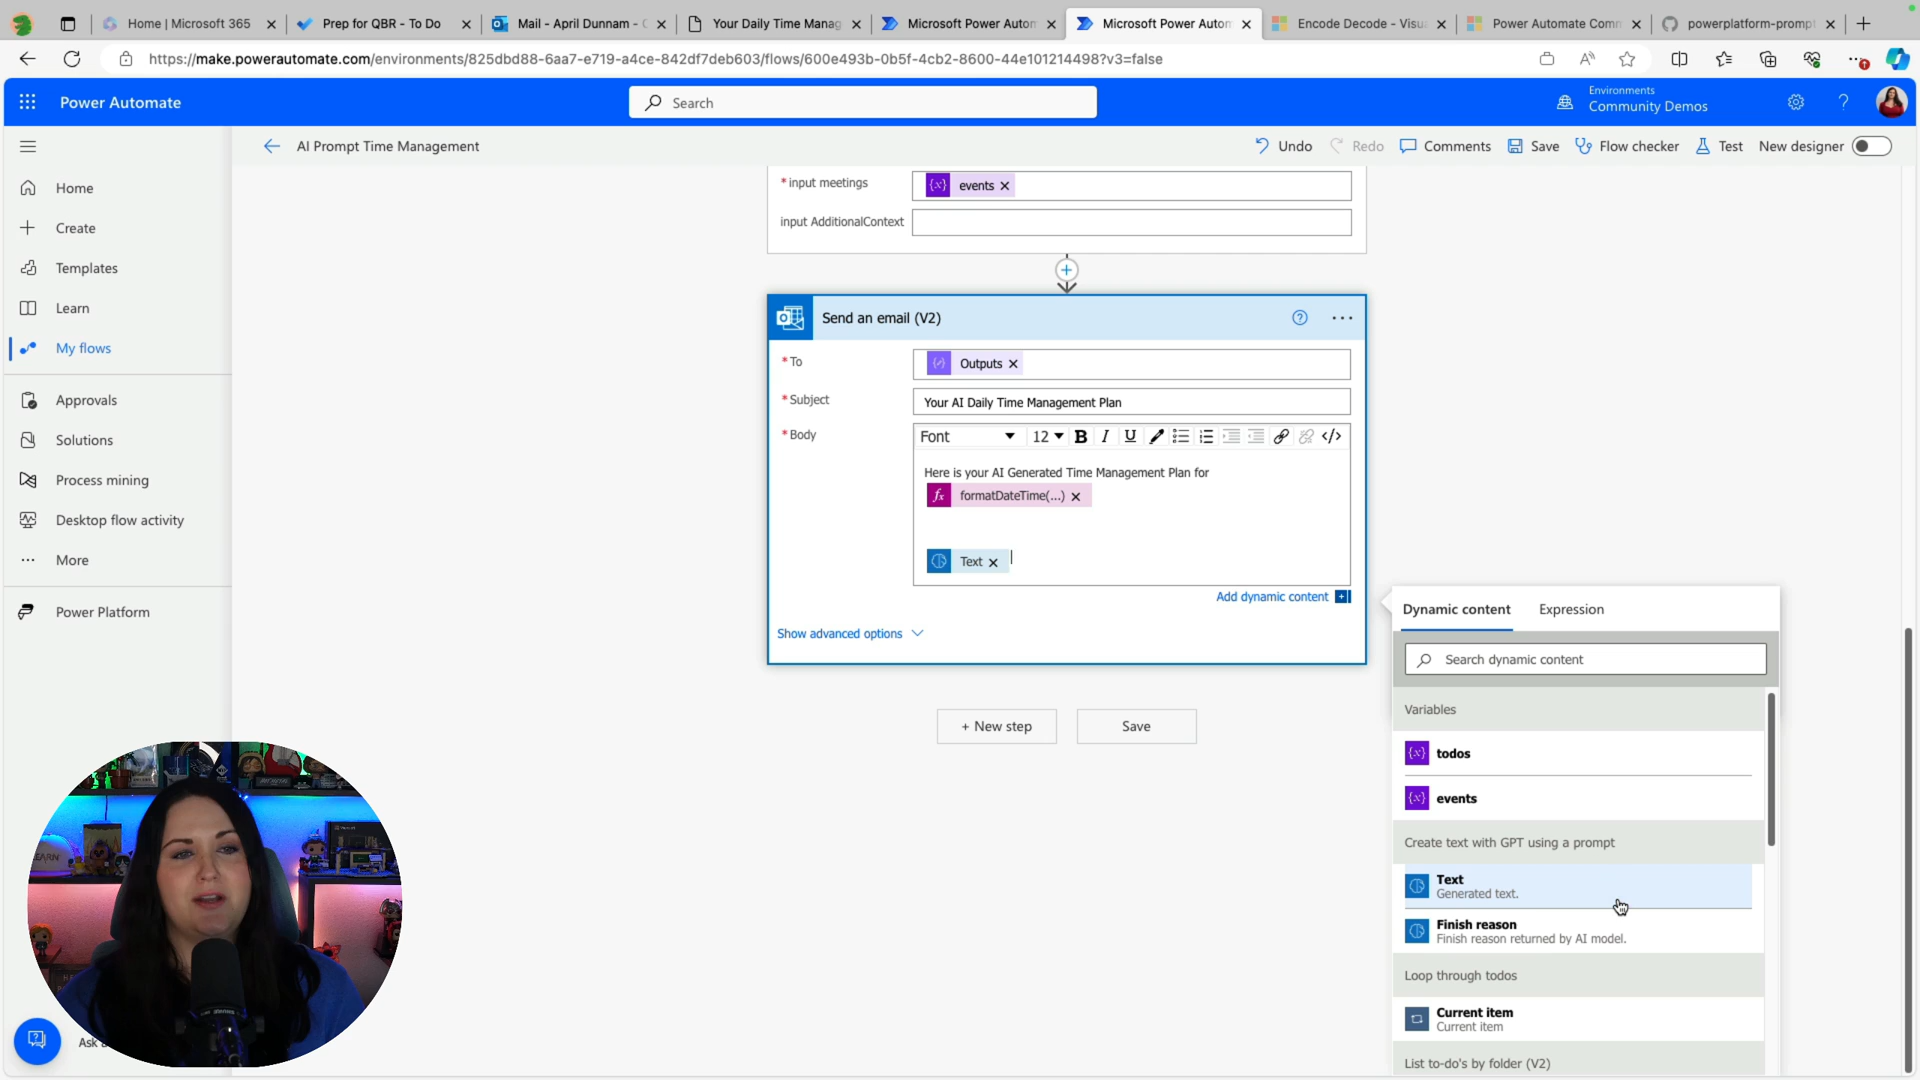 Home | Microsoft 365
Prep for QBR - To Do
Mail - April Dunnam -
Your Daily Time Manag
Microsoft Power Autom
Microsoft Power Autom
Encode Decode - Visu
Power Automate Com
powerplatform-prompt
https://make.powerautomate.com/environments/825dbd88-6aa7-e719-a4ce-842df7deb603/flows/600e493b-0b5f-4cb2-8600-44e101214498?v3=false
Power Automate
Search
Environments
Community Demos
AI Prompt Time Management
Undo
Redo
Comments
Save
Flow checker
Test
New designer
Home
Create
Templates
Learn
My flows
Approvals
Solutions
Process mining
Desktop flow activity
More
Power Platform
Ask
* input meetings
events
input AdditionalContext
Send an email (V2)
* To
Outputs
* Subject
Your AI Daily Time Management Plan
* Body
Font 12 B I U </>
Here is your AI Generated Time Management Plan for
fx formatDateTime(...)
Text
Add dynamic content
Show advanced options
+ New step
Save
Dynamic content
Expression
Search dynamic content
Variables
todos
events
Create text with GPT using a prompt
Text
Generated text.
Finish reason
Finish reason returned by AI model.
Loop through todos
Current item
Current item
List to-do's by folder (V2)